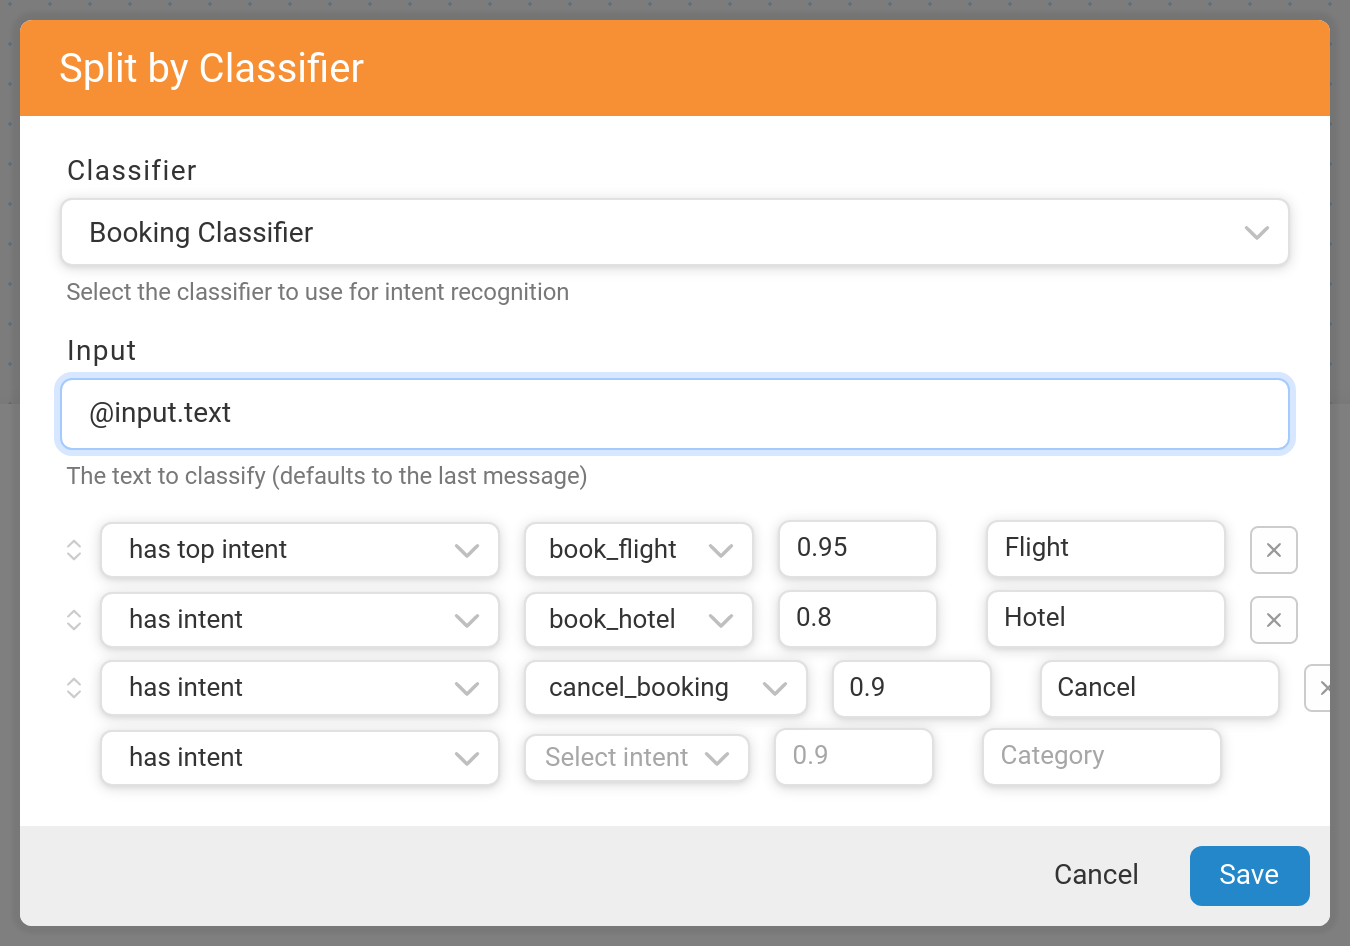 Split by Classifier
Classifier
Booking Classifier
Select the classifier to use for intent recognition
Input
@input.text
The text to classify (defaults to the last message)
has top intent book_flight 0.95 Flight
has intent book_hotel 0.8 Hotel
has intent cancel_booking 0.9 Cancel
has intent Select intent 0.9 Category
Cancel Save